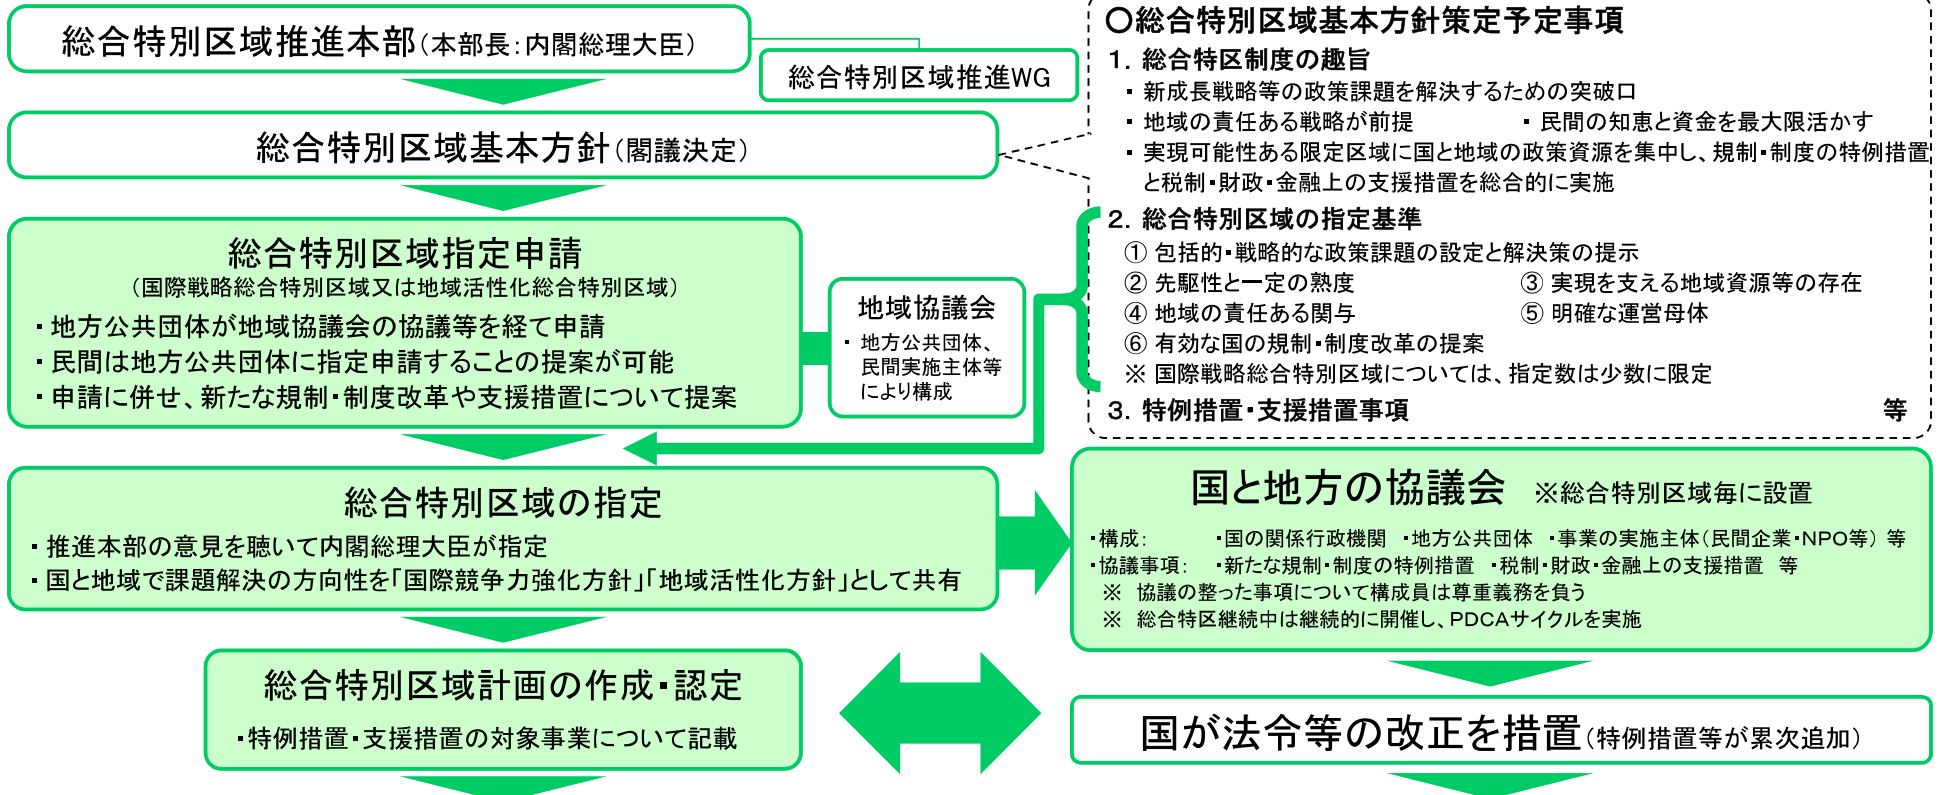 総合特別区域推進本部(本部長:内閣総理大臣)
総合特別区域推進WG
総合特別区域基本方針(閣議決定)
総合特別区域指定申請
(国際戦略総合特別区域又は地域活性化総合特別区域)
・地方公共団体が地域協議会の協議等を経て申請
・民間は地方公共団体に指定申請することの提案が可能
・申請に併せ、新たな規制・制度改革や支援措置について提案
地域協議会
・地方公共団体、
民間実施主体等
により構成
〇総合特別区域基本方針策定予定事項
1.総合特区制度の趣旨
・新成長戦略等の政策課題を解決するための突破口
・地域の責任ある戦略が前提 ・民間の知恵と資金を最大限活かす
・実現可能性ある限定区域に国と地域の政策資源を集中し、規制・制度の特例措置
と税制・財政・金融上の支援措置を総合的に実施
2.総合特別区域の指定基準
① 包括的・戦略的な政策課題の設定と解決策の提示
② 先駆性と一定の熟度 ③ 実現を支える地域資源等の存在
④ 地域の責任ある関与 ⑤ 明確な運営母体
⑥ 有効な国の規制・制度改革の提案
※ 国際戦略総合特別区域については、指定数は少数に限定
3.特例措置・支援措置事項 等
総合特別区域の指定
・推進本部の意見を聴いて内閣総理大臣が指定
・国と地域で課題解決の方向性を「国際競争力強化方針」「地域活性化方針」として共有
国と地方の協議会 ※総合特別区域毎に設置
・構成: ・国の関係行政機関 ・地方公共団体 ・事業の実施主体(民間企業・NPO等) 等
・協議事項: ・新たな規制・制度の特例措置 ・税制・財政・金融上の支援措置 等
※ 協議の整った事項について構成員は尊重義務を負う
※ 総合特区継続中は継続的に開催し、PDCAサイクルを実施
総合特別区域計画の作成・認定
・特例措置・支援措置の対象事業について記載
国が法令等の改正を措置(特例措置等が累次追加)